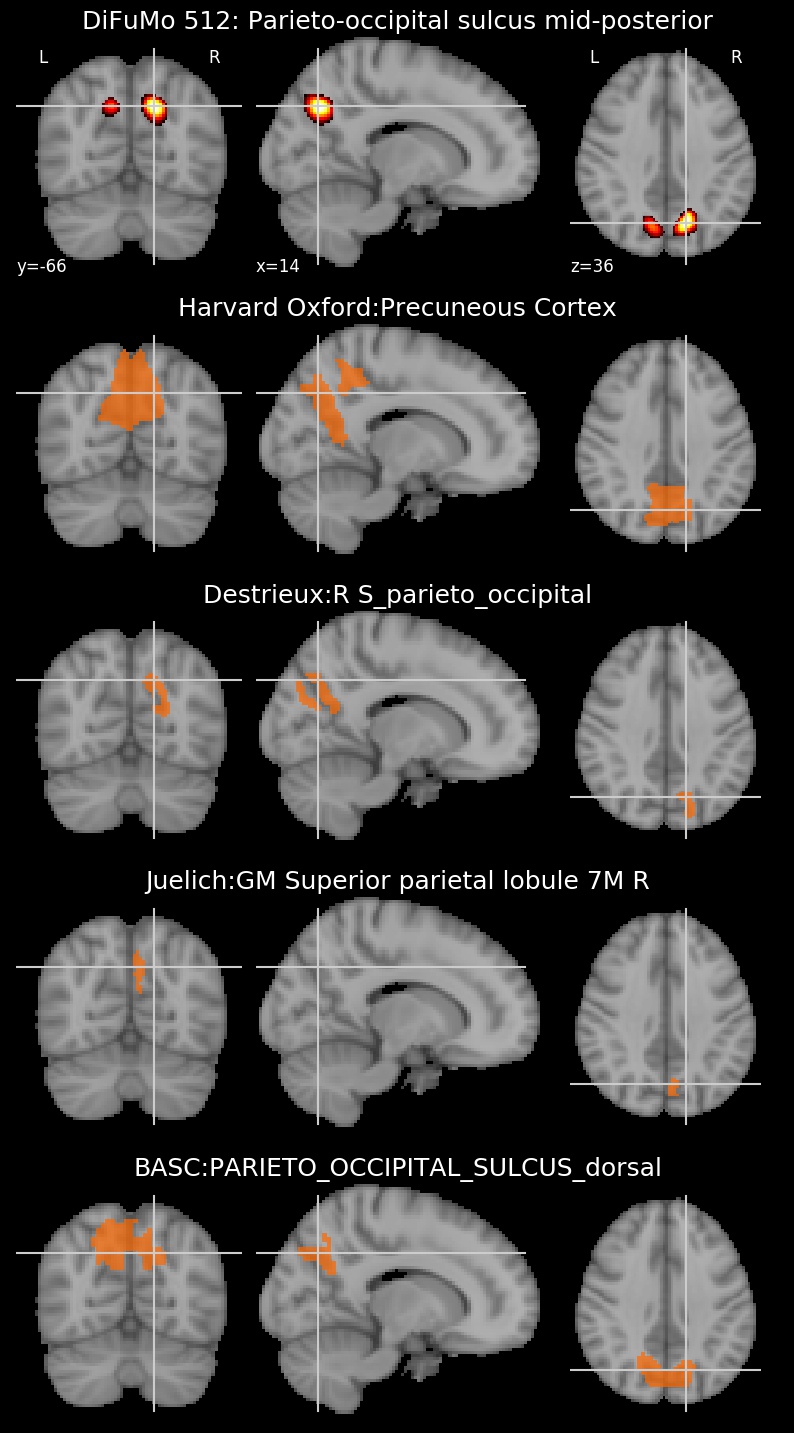 DiFuMo 512: Parieto-occipital sulcus mid-posterior
L R L R
y=-66 x=14 z=36
Harvard Oxford:Precuneous Cortex
Destrieux:R S_parieto_occipital
Juelich:GM Superior parietal lobule 7M R
BASC:PARIETO_OCCIPITAL_SULCUS_dorsal